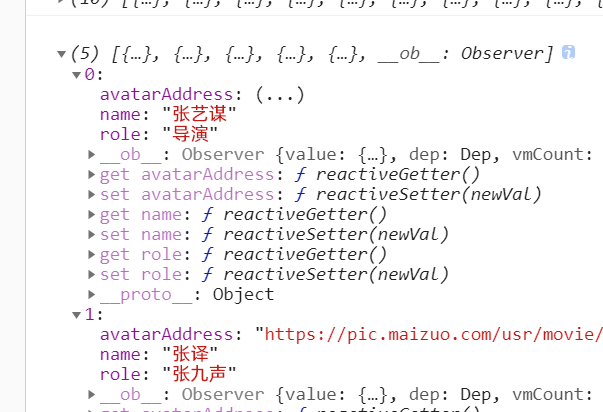 (5) [{…}, {…}, {…}, {…}, {…}, __ob__: Observer]
0:
avatarAddress: (...)
name: "张艺谋"
role: "导演"
__ob__: Observer {value: {…}, dep: Dep, vmCount:
get avatarAddress: ƒ reactiveGetter()
set avatarAddress: ƒ reactiveSetter(newVal)
get name: ƒ reactiveGetter()
set name: ƒ reactiveSetter(newVal)
get role: ƒ reactiveGetter()
set role: ƒ reactiveSetter(newVal)
__proto__: Object
1:
avatarAddress: "https://pic.maizuo.com/usr/movie/
name: "张译"
role: "张九声"
__ob__: Observer {value: {…}, dep: Dep, vmCount: